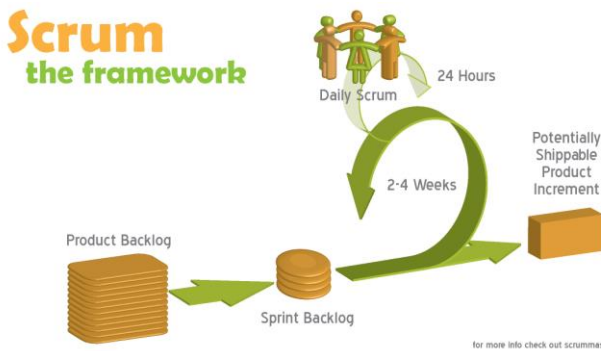 Scrum
the framework
24 Hours
Daily Scrum
2-4 Weeks
Potentially
Shippable
Product
Increment
Product Backlog
Sprint Backlog
for more info check out